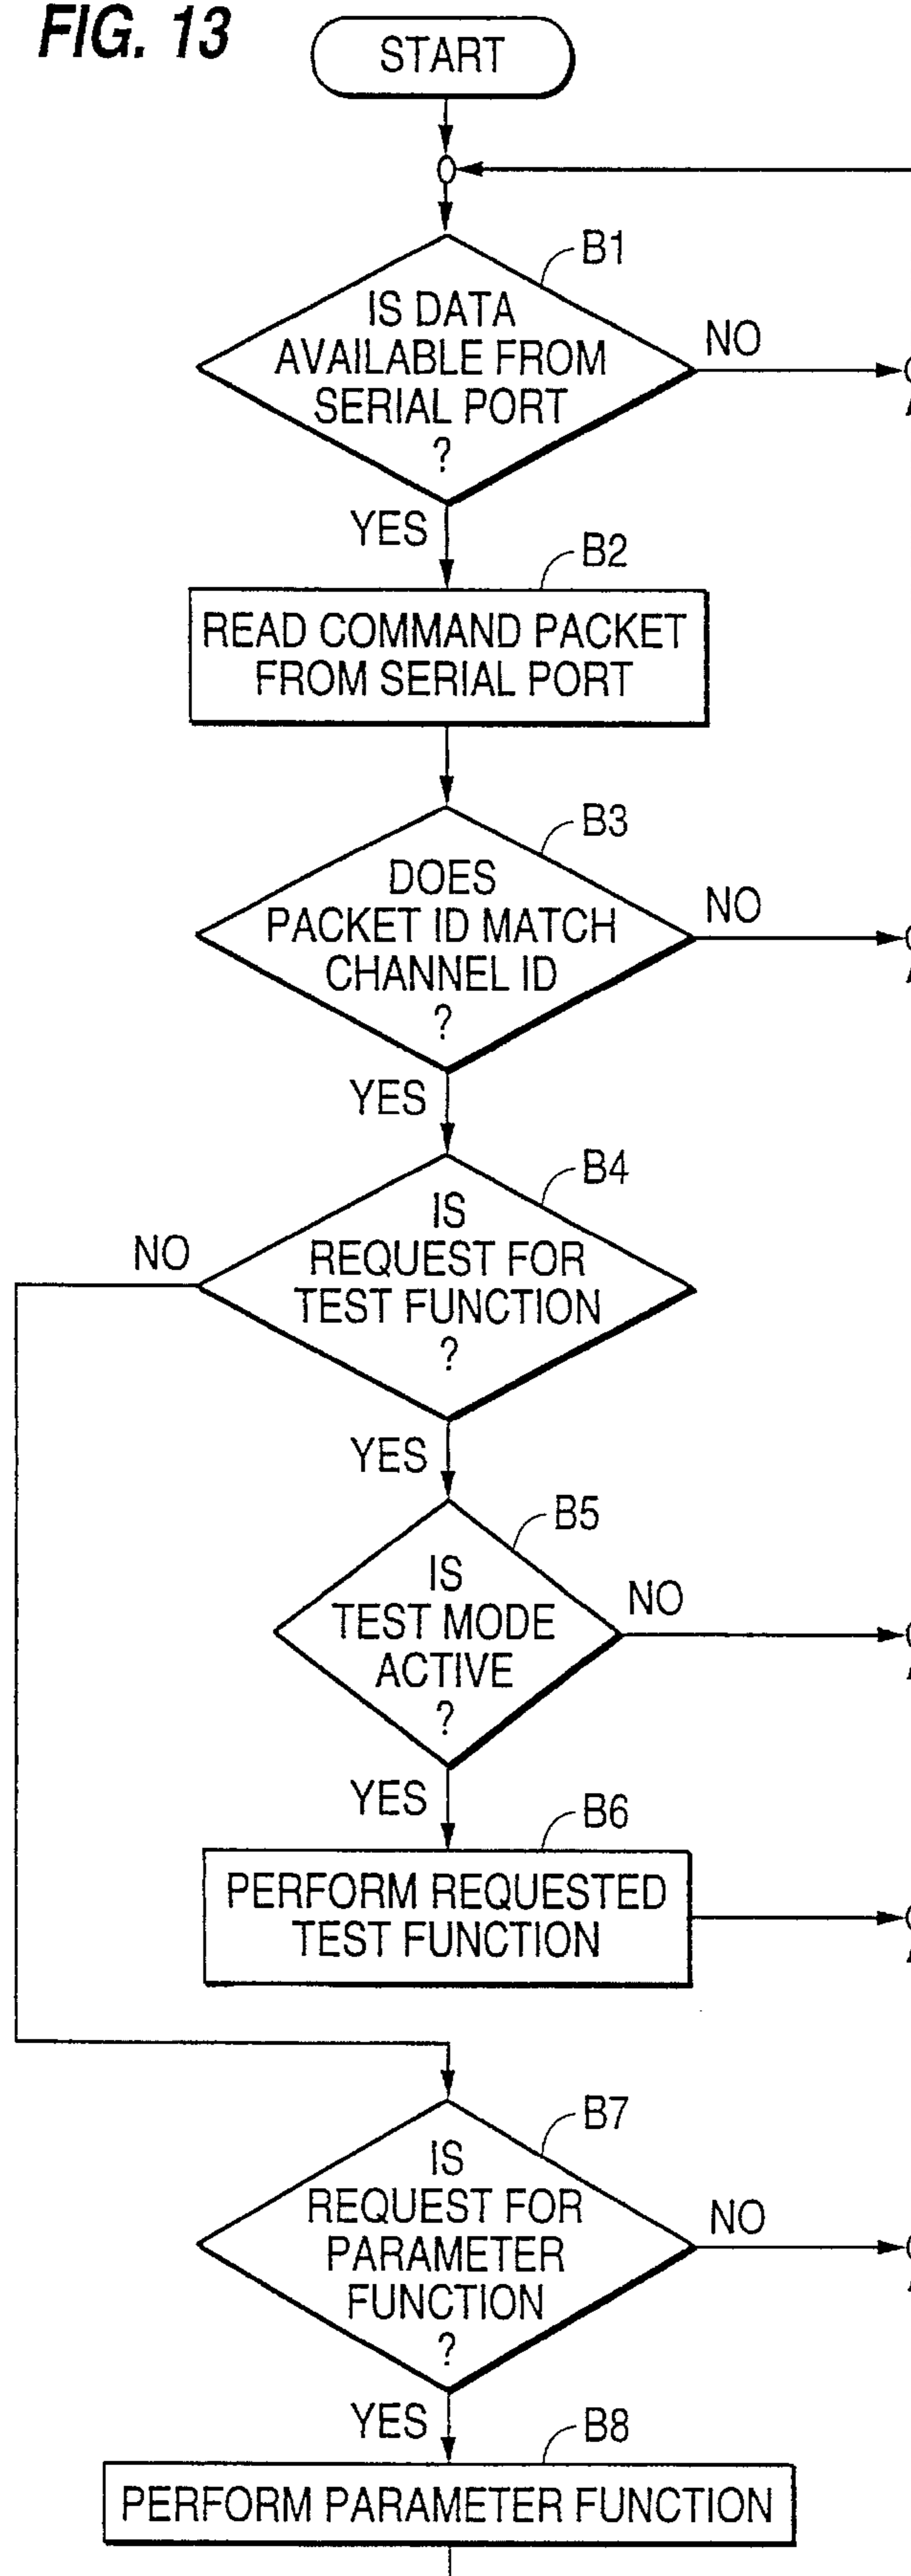 FIG. 13
START
B1
IS DATA
AVAILABLE FROM
SERIAL PORT
?
NO
YES
B2
READ COMMAND PACKET
FROM SERIAL PORT
B3
DOES
PACKET ID MATCH
CHANNEL ID
?
NO
YES
B4
IS
REQUEST FOR
TEST FUNCTION
?
NO
YES
B5
IS
TEST MODE
ACTIVE
?
NO
YES
B6
PERFORM REQUESTED
TEST FUNCTION
B7
IS
REQUEST FOR
PARAMETER
FUNCTION
?
NO
YES
B8
PERFORM PARAMETER FUNCTION